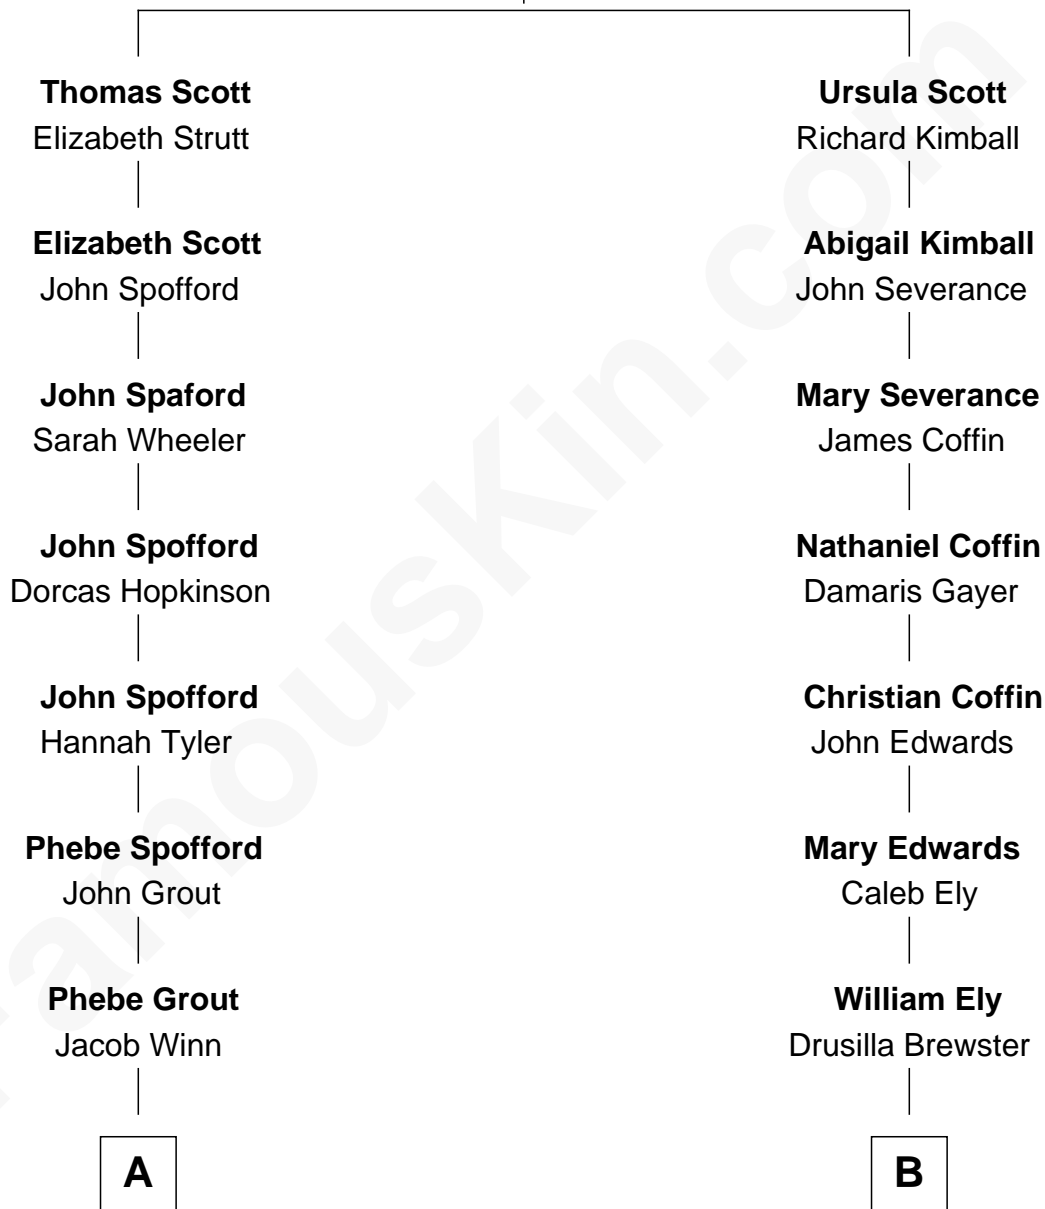 Thomas Scott
Elizabeth Strutt
Elizabeth Scott
John Spofford
John Spaford
Sarah Wheeler
John Spofford
Dorcas Hopkinson
John Spofford
Hannah Tyler
Phebe Spofford
John Grout
Phebe Grout
Jacob Winn
A
Ursula Scott
Richard Kimball
Abigail Kimball
John Severance
Mary Severance
James Coffin
Nathaniel Coffin
Damaris Gayer
Christian Coffin
John Edwards
Mary Edwards
Caleb Ely
William Ely
Drusilla Brewster
B
FamousKin.com